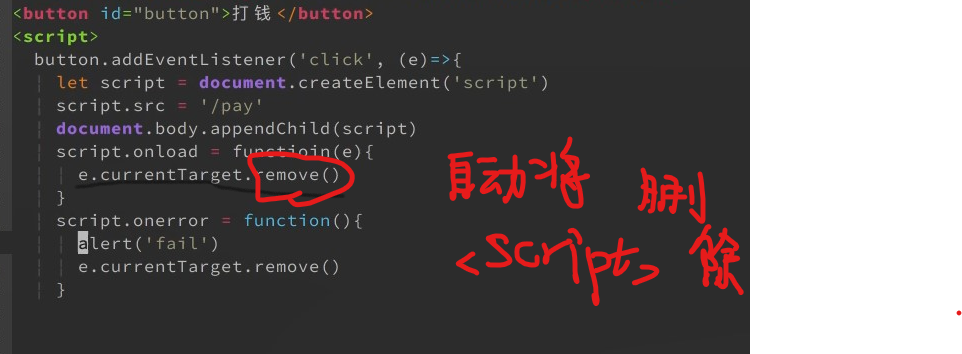 <button id="button">打钱</button>
<script>
button.addEventListener('click', (e)=>{
let script = document.createElement('script')
script.src = '/pay'
document.body.appendChild(script)
script.onload = functioin(e){
e.currentTarget.remove()
}
script.onerror = function(){
alert('fail')
e.currentTarget.remove()
}
自动将 删除
<script>